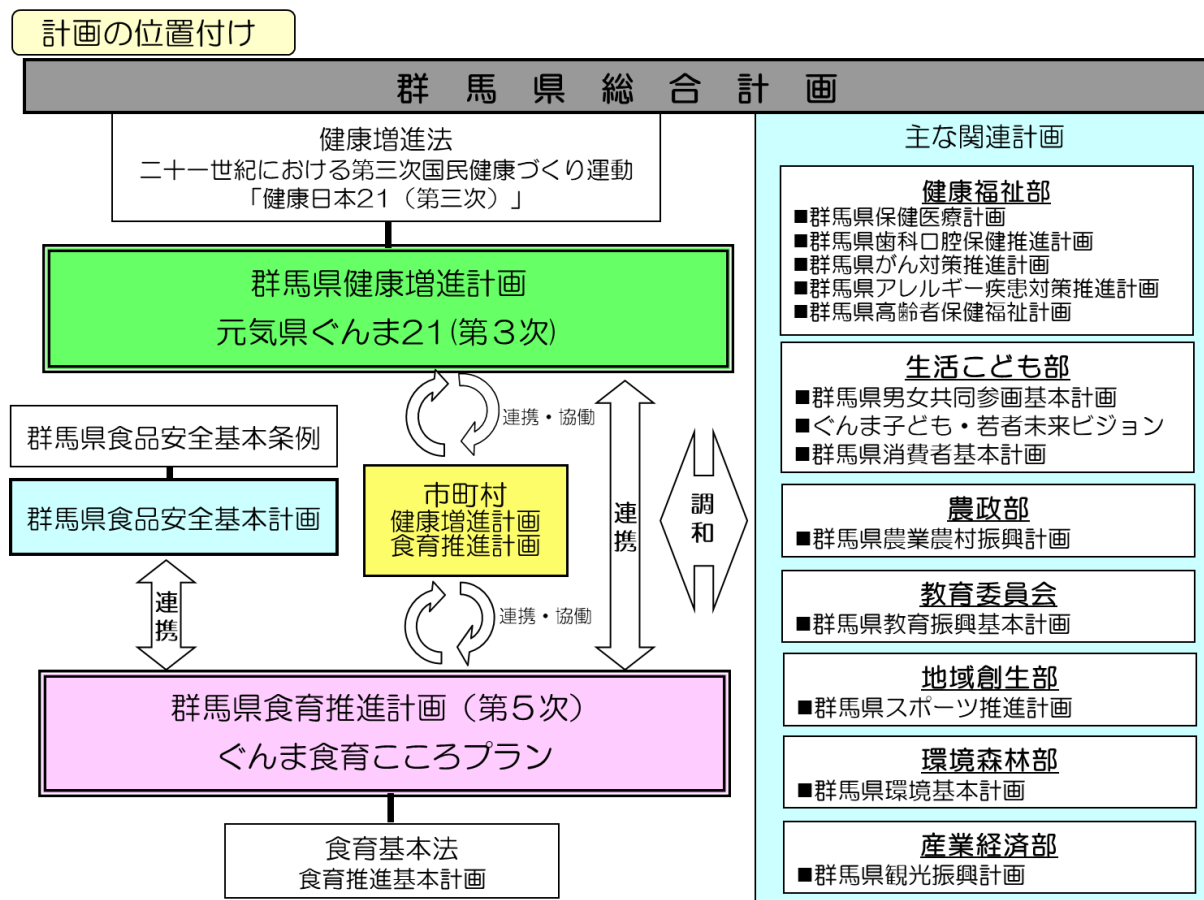 計画の位置付け
群馬県総合計画
健康増進法
二十一世紀における第三次国民健康づくり運動
「健康日本21（第三次）」
群馬県健康増進計画
元気県ぐんま21(第３次)
連携・協働
群馬県食品安全基本条例
群馬県食品安全基本計画
連携
市町村
健康増進計画
食育推進計画
連携・協働
連携
調和
群馬県食育推進計画（第５次）
ぐんま食育こころプラン
食育基本法
食育推進基本計画
主な関連計画
健康福祉部
■群馬県保健医療計画
■群馬県歯科口腔保健推進計画
■群馬県がん対策推進計画
■群馬県アレルギー疾患対策推進計画
■群馬県高齢者保健福祉計画
生活こども部
■群馬県男女共同参画基本計画
■ぐんま子ども・若者未来ビジョン
■群馬県消費者基本計画
農政部
■群馬県農業農村振興計画
教育委員会
■群馬県教育振興基本計画
地域創生部
■群馬県スポーツ推進計画
環境森林部
■群馬県環境基本計画
産業経済部
■群馬県観光振興計画